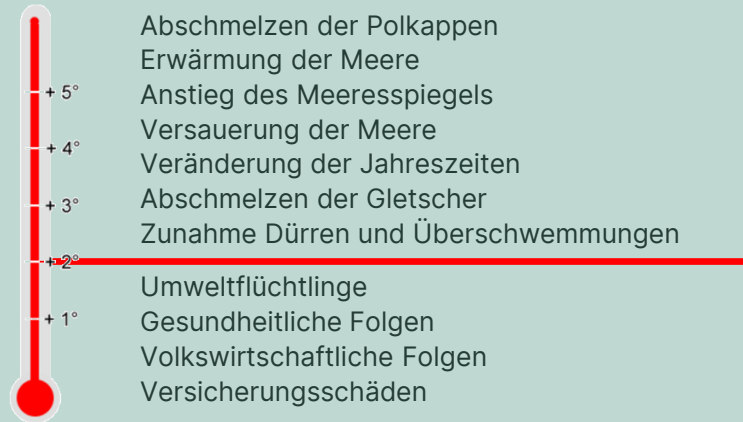 Abschmelzen der Polkappen
Erwärmung der Meere
+ 5° Anstieg des Meeresspiegels
Versauerung der Meere
+ 4°
Veränderung der Jahreszeiten
+ 3° Abschmelzen der Gletscher
Zunahme Dürren und Überschwemmungen
+ 2°
Umweltflüchtlinge
+ 1° Gesundheitliche Folgen
Volkswirtschaftliche Folgen
Versicherungsschäden